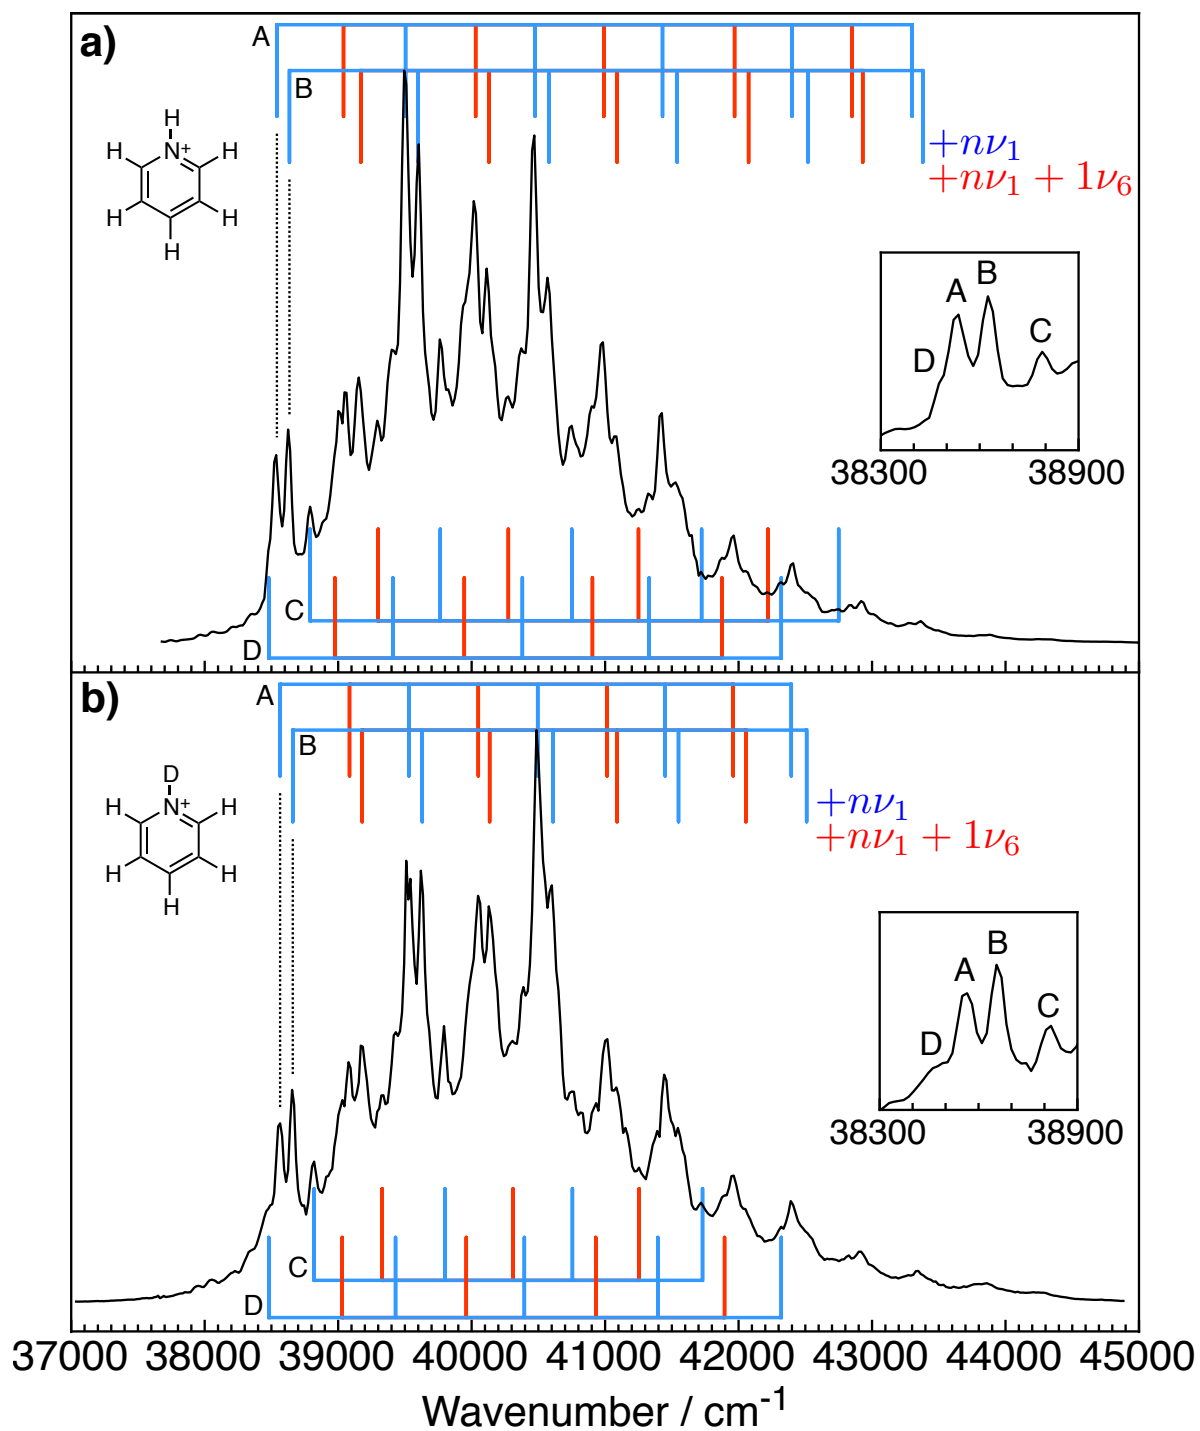 a)
A
B
H
H N+ H
H H
H
+nν1
+nν1 + 1ν6
A B C D
38300 38900
C
D
b)
A
B
D
H N+ H
H H
H
+nν1
+nν1 + 1ν6
A B C D
38300 38900
C
D
37000 38000 39000 40000 41000 42000 43000 44000 45000
Wavenumber / cm-1